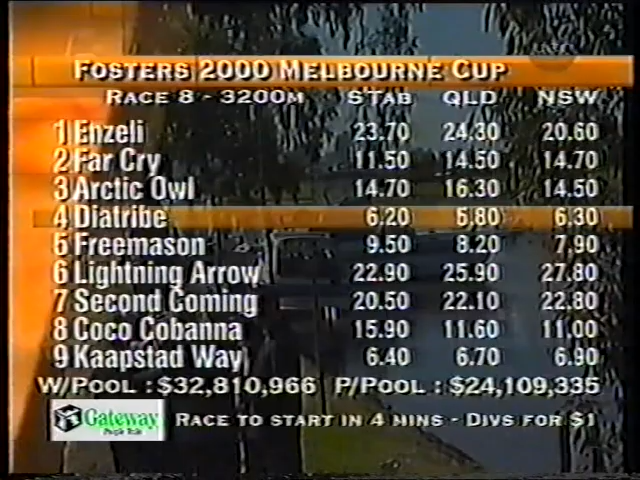 FOSTERS 2000 MELBOURNE CUP
RACE 8 - 3200M STAB QLD NSW
1 Enzeli 23.70 24.30 20.60
2 Far Cry 11.50 14.50 14.70
3 Arctic Owl 14.70 16.30 14.50
4 Diatribe 6.20 5.80 6.30
5 Freemason 9.50 8.20 7.90
6 Lightning Arrow 22.90 25.90 27.80
7 Second Coming 20.50 22.10 22.80
8 Coco Cobanna 15.90 11.60 11.00
9 Kaapstad Way 6.40 6.70 6.90
W/POOL : $32,810,966 P/POOL : $24,109,335
Gateway
RACE TO START IN 4 MINS - DIVS FOR $1